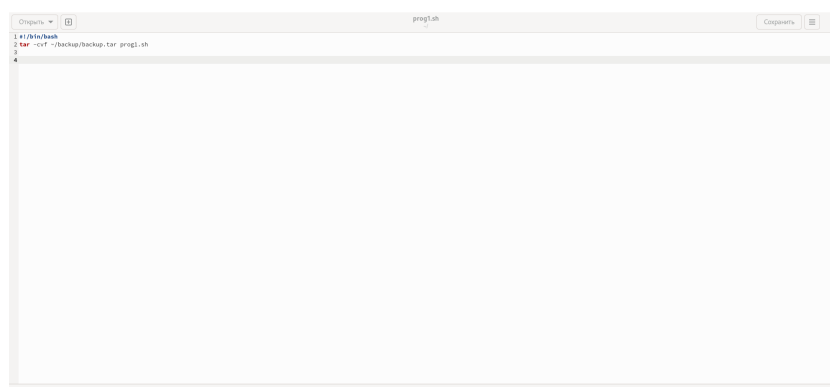 Открыть
prog1.sh
~/
Сохранить
1 #!/bin/bash
2 tar -cvf ~/backup/backup.tar prog1.sh
3
4